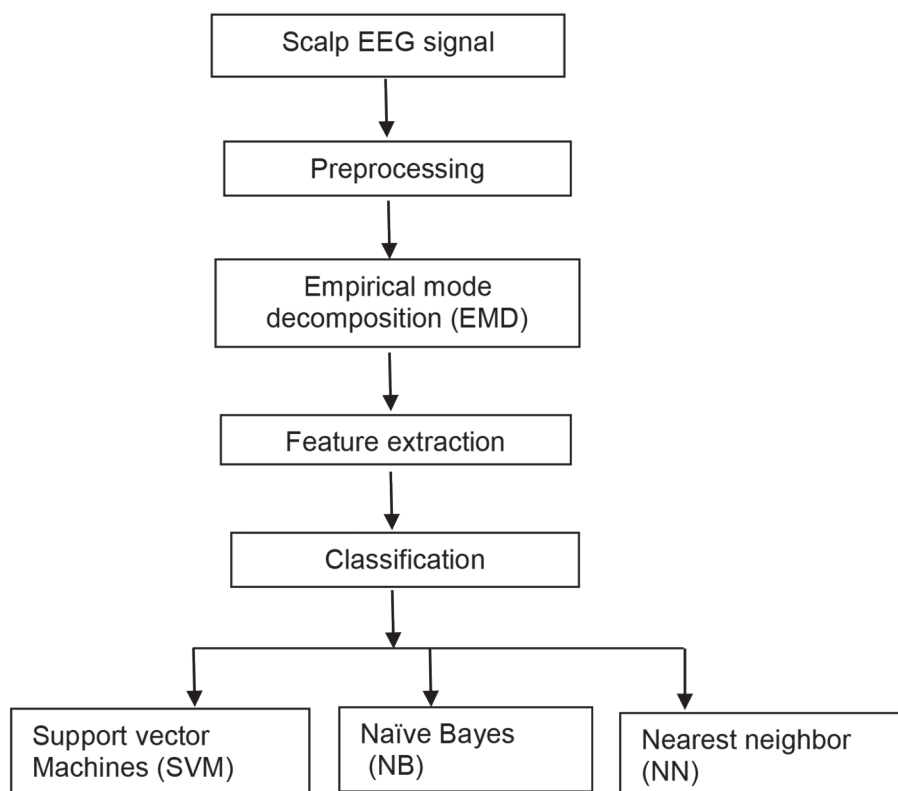 Scalp EEG signal
Preprocessing
Empirical mode
decomposition (EMD)
Feature extraction
Classification
Support vector
Machines (SVM)
Naïve Bayes
(NB)
Nearest neighbor
(NN)